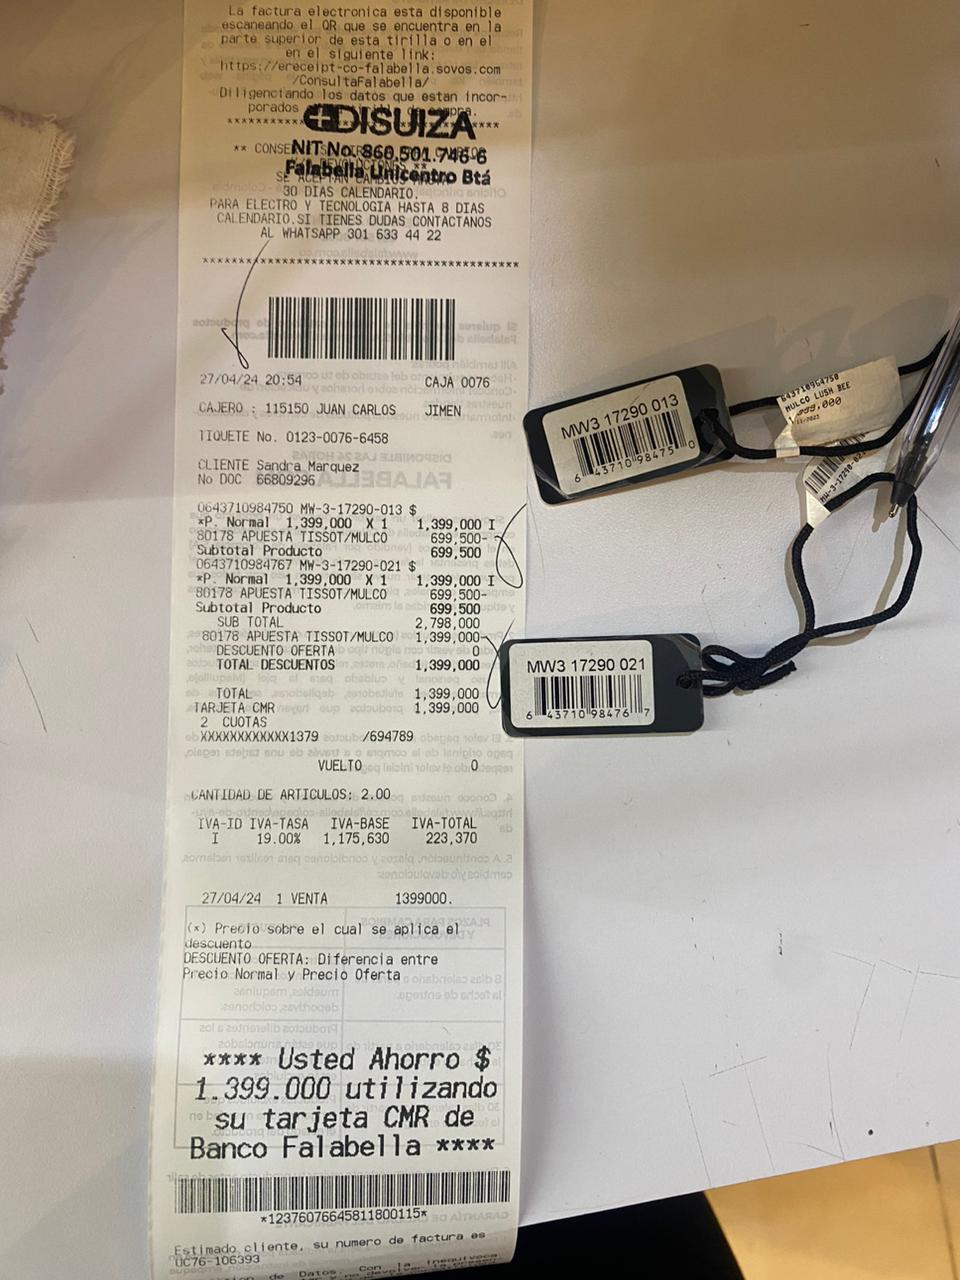 La factura electronica esta disponible
escaneando el QR que se encuentra en la
parte superior de esta tirilla o en el
en el siguiente link:
https://ereceipt-co-falabella.sovos.com
/ConsultaFalabella/
Diligenciando los datos que estan incor-
porados
DISUIZA
NIT No. 860.501.746-6
Falabella Unicentro Btá
** CONSE
SE ACEPTAN CAMBIOS HASTA
30 DIAS CALENDARIO.
PARA ELECTRO Y TECNOLOGIA HASTA 8 DIAS
CALENDARIO.SI TIENES DUDAS CONTACTANOS
AL WHATSAPP 301 633 44 22
27/04/24 20:54 CAJA 0076
CAJERO : 115150 JUAN CARLOS JIMEN
TIQUETE No. 0123-0076-6458
CLIENTE Sandra Marquez
No DOC 66809296
0643710984750 MW-3-17290-013 $
*P. Normal 1,399,000 X 1 1,399,000 I
80178 APUESTA TISSOT/MULCO 699,500-
Subtotal Producto 699,500
0643710984767 MW-3-17290-021 $
*P. Normal 1,399,000 X 1 1,399,000 I
80178 APUESTA TISSOT/MULCO 699,500-
Subtotal Producto 699,500
SUB TOTAL 2,798,000
80178 APUESTA TISSOT/MULCO 1,399,000-
DESCUENTO OFERTA 0
TOTAL DESCUENTOS 1,399,000
TOTAL 1,399,000
TARJETA CMR 1,399,000
2 CUOTAS
XXXXXXXXXXXX1379 /694789
VUELTO 0
CANTIDAD DE ARTICULOS: 2.00
IVA-ID IVA-TASA IVA-BASE IVA-TOTAL
I 19.00% 1,175,630 223,370
27/04/24 1 VENTA 1399000.
(*) Precio sobre el cual se aplica el
descuento
DESCUENTO OFERTA: Diferencia entre
Precio Normal y Precio Oferta
**** Usted Ahorro $
1.399.000 utilizando
su tarjeta CMR de
Banco Falabella ****
*12376076645811800115*
Estimado cliente, su numero de factura es
UC76-106393
MW3 17290 013
6 43710 98475 0
643710984750
MULCO LUSH BEE
MW-3-17290-021
MW3 17290 021
6 43710 98476 7